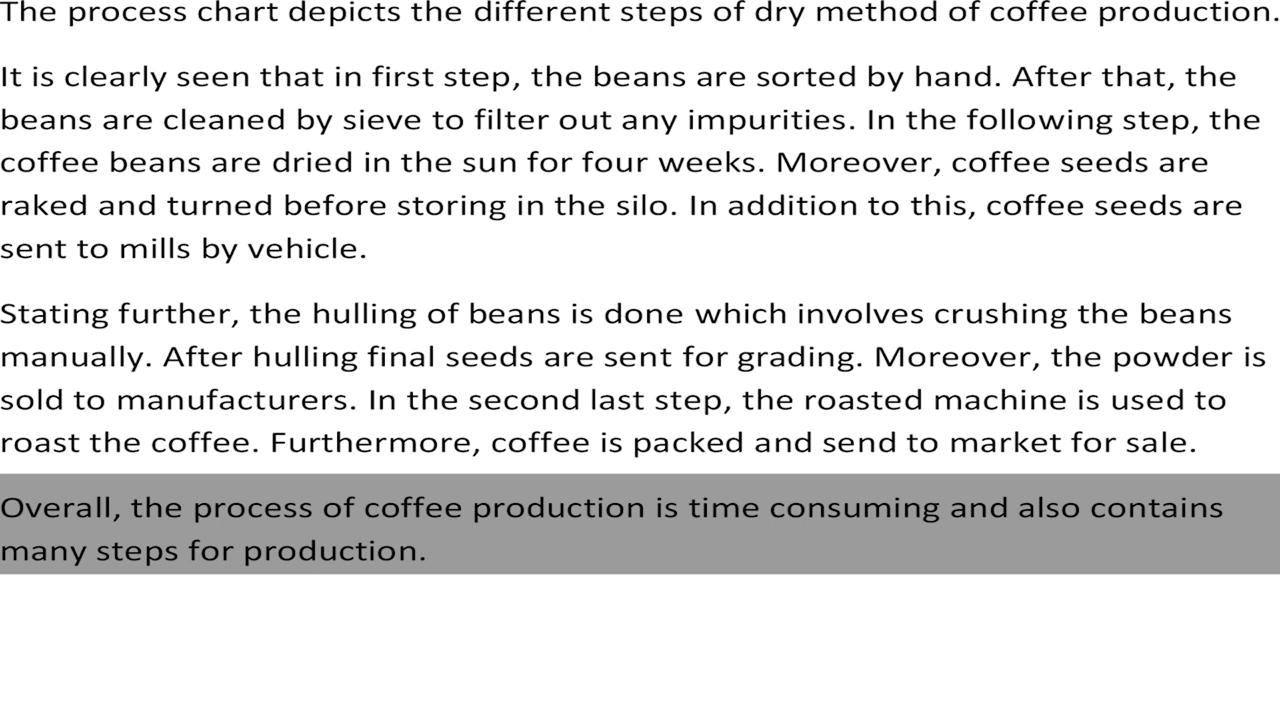 The process chart depicts the different steps of dry method of coffee production.
It is clearly seen that in first step, the beans are sorted by hand. After that, the
beans are cleaned by sieve to filter out any impurities. In the following step, the
coffee beans are dried in the sun for four weeks. Moreover, coffee seeds are
raked and turned before storing in the silo. In addition to this, coffee seeds are
sent to mills by vehicle.
Stating further, the hulling of beans is done which involves crushing the beans
manually. After hulling final seeds are sent for grading. Moreover, the powder is
sold to manufacturers. In the second last step, the roasted machine is used to
roast the coffee. Furthermore, coffee is packed and send to market for sale.
Overall, the process of coffee production is time consuming and also contains
many steps for production.